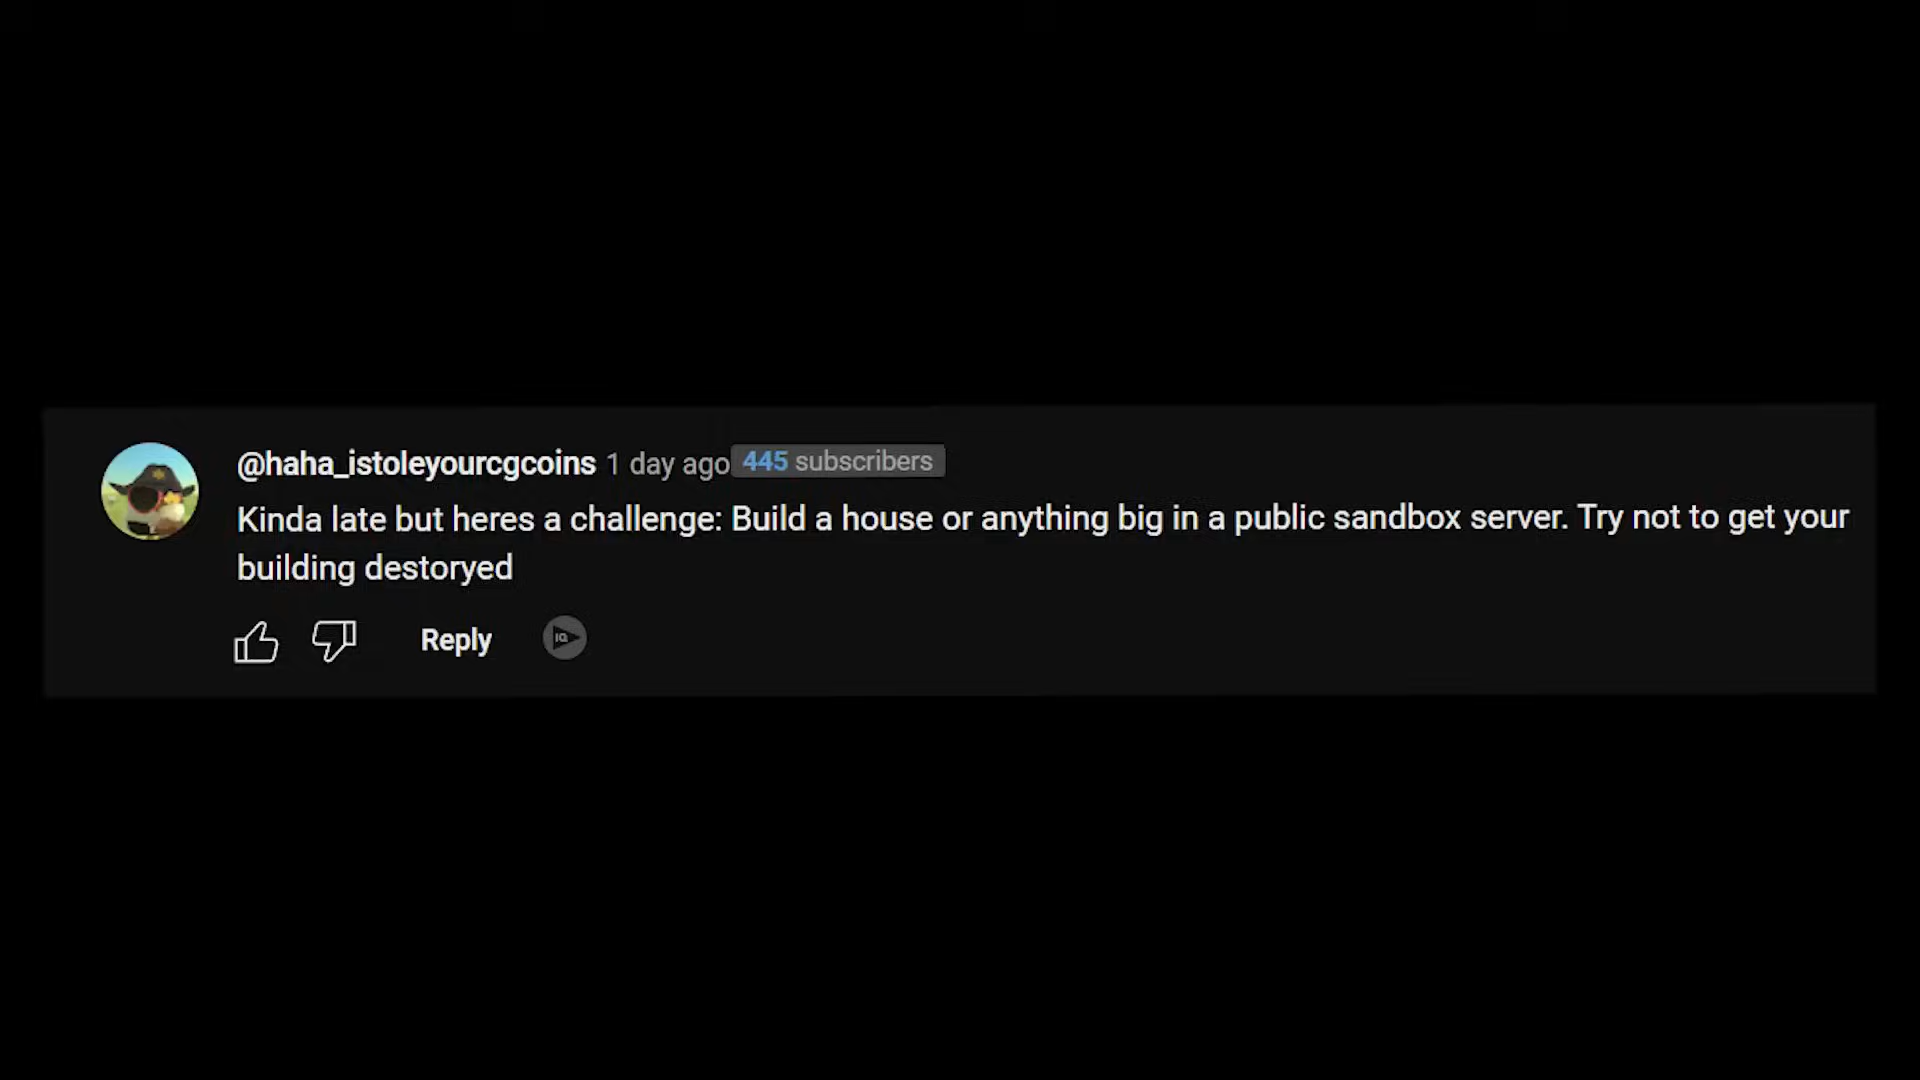 @haha_istoleyourcgcoins 1 day ago 445 subscribers
Kinda late but heres a challenge: Build a house or anything big in a public sandbox server. Try not to get your
building destoryed
Reply IQ